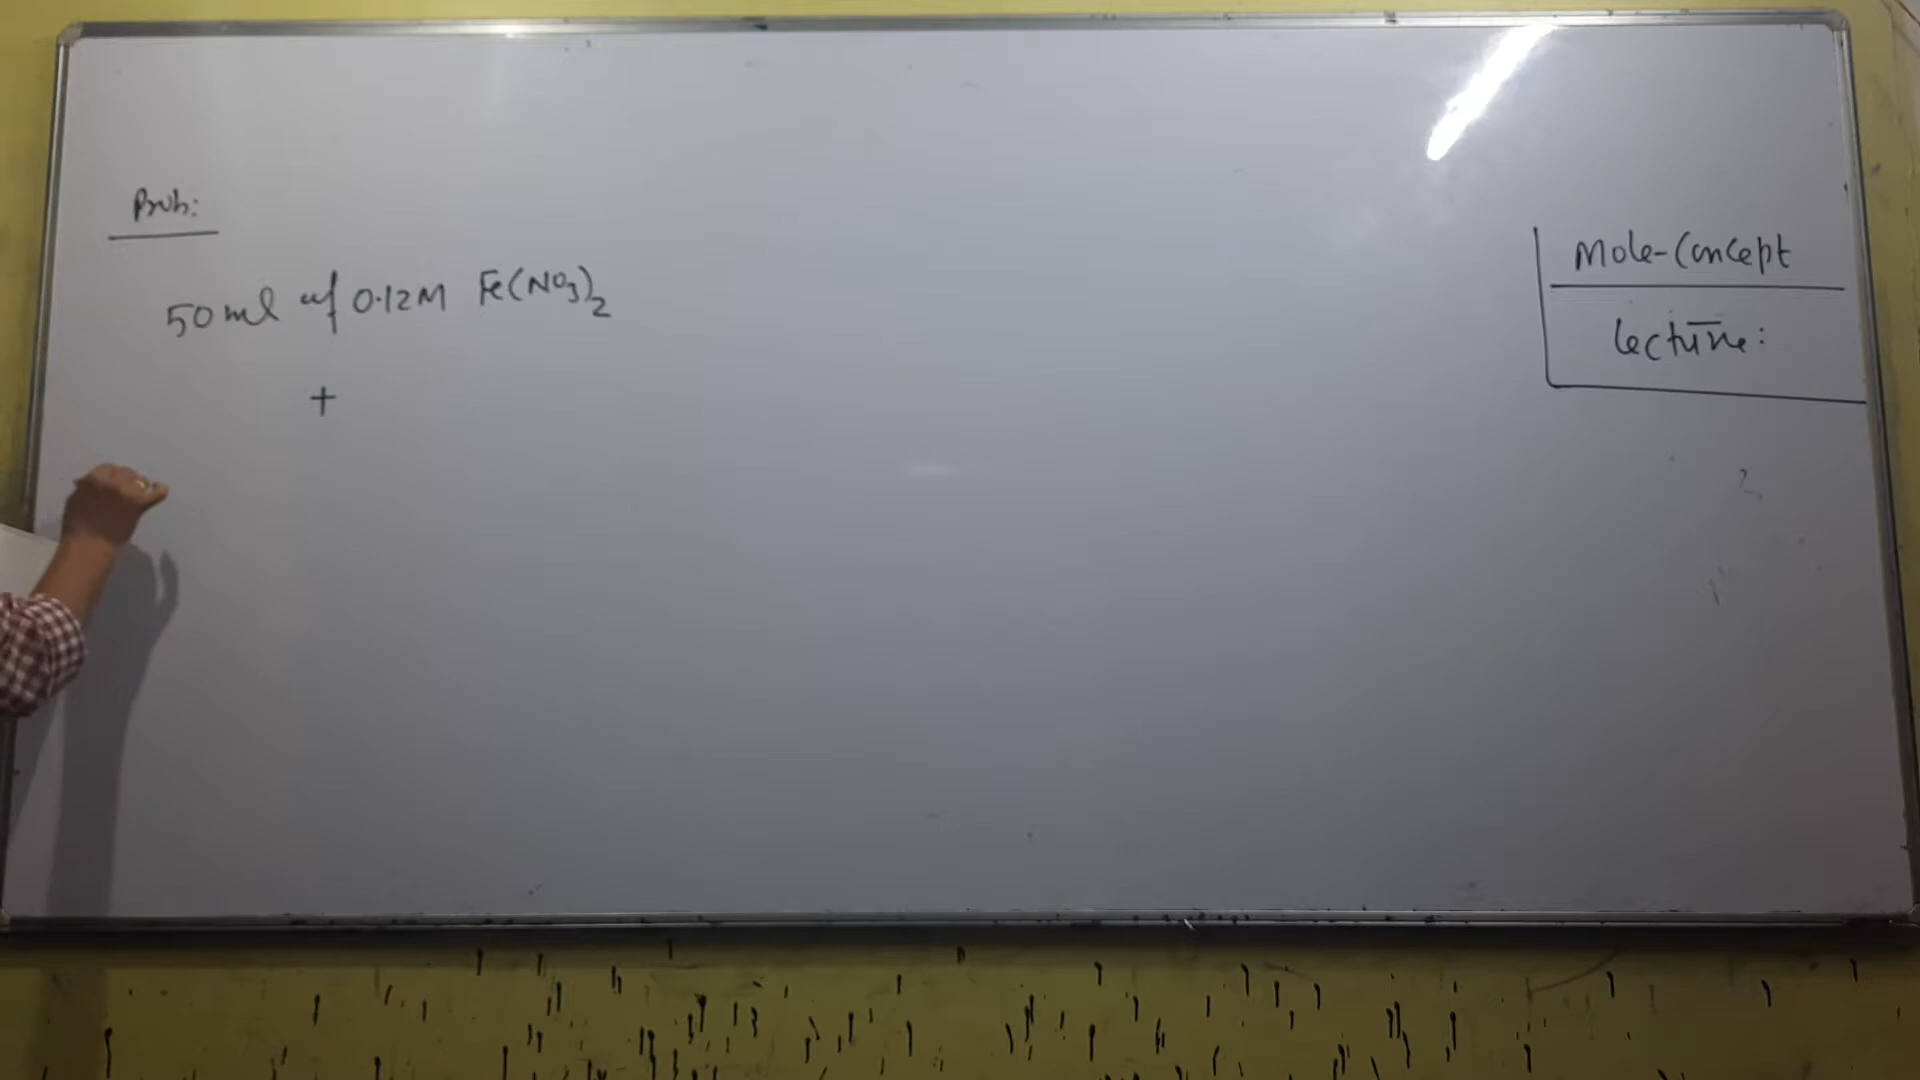 Prob:
50 ml of 0.12M Fe(NO3)2
+
Mole-Concept
Lecture: